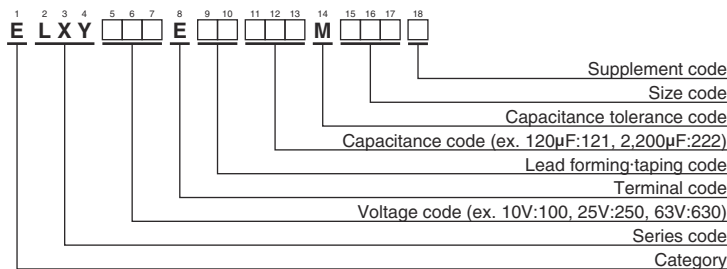 1 2 3 4 5 6 7 8 9 10 11 12 13 14 15 16 17 18
E L X Y E M
Supplement code
Size code
Capacitance tolerance code
Capacitance code (ex. 120μF:121, 2,200μF:222)
Lead forming·taping code
Terminal code
Voltage code (ex. 10V:100, 25V:250, 63V:630)
Series code
Category